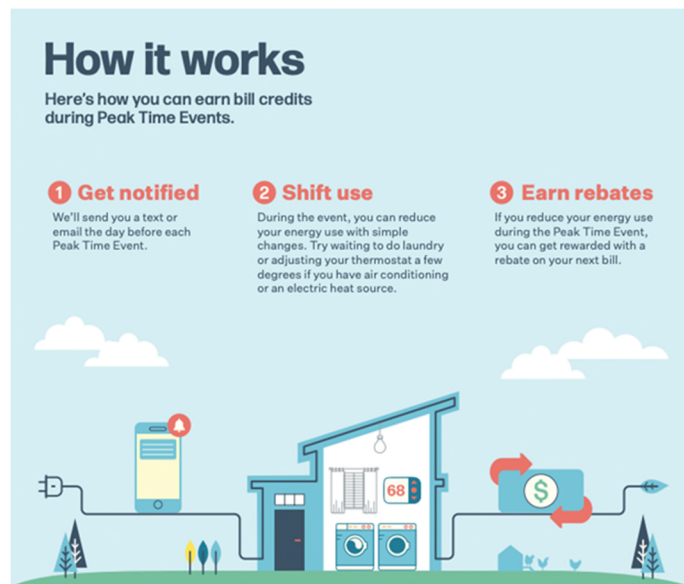 How it works
Here's how you can earn bill credits
during Peak Time Events.
1 Get notified
We'll send you a text or
email the day before each
Peak Time Event.
2 Shift use
During the event, you can reduce
your energy use with simple
changes. Try waiting to do laundry
or adjusting your thermostat a few
degrees if you have air conditioning
or an electric heat source.
3 Earn rebates
If you reduce your energy use
during the Peak Time Event,
you can get rewarded with a
rebate on your next bill.
68
$